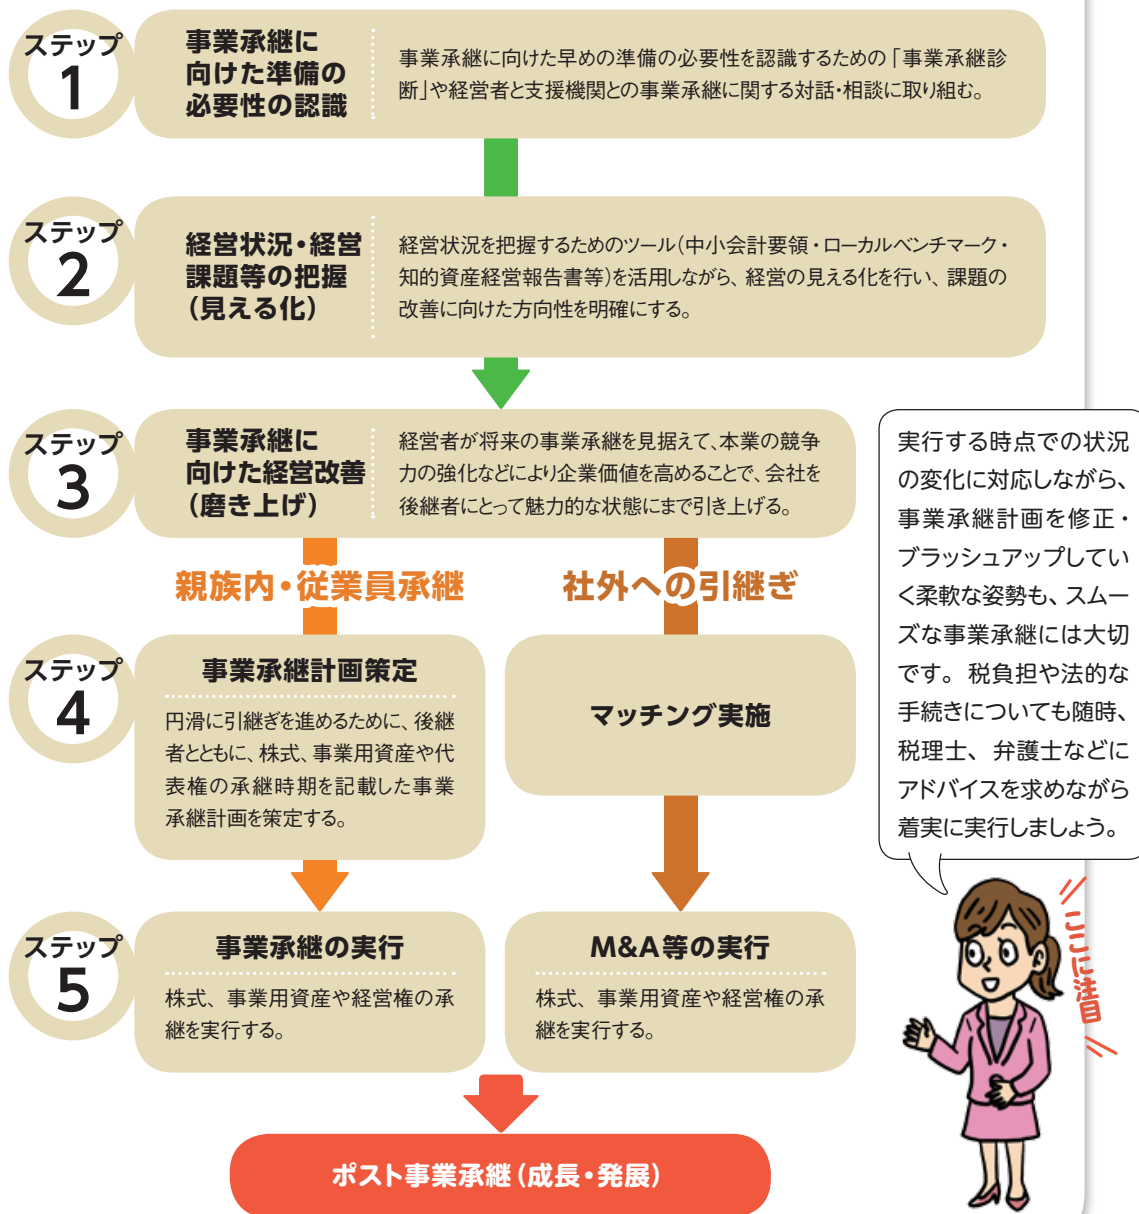 ステップ
1
事業承継に
向けた準備の
必要性の認識
事業承継に向けた早めの準備の必要性を認識するための「事業承継診
断」や経営者と支援機関との事業承継に関する対話・相談に取り組む。
ステップ
2
経営状況・経営
課題等の把握
（見える化）
経営状況を把握するためのツール（中小会計要領・ローカルベンチマーク・
知的資産経営報告書等）を活用しながら、経営の見える化を行い、課題の
改善に向けた方向性を明確にする。
ステップ
3
事業承継に
向けた経営改善
（磨き上げ）
経営者が将来の事業承継を見据えて、本業の競争
力の強化などにより企業価値を高めることで、会社を
後継者にとって魅力的な状態にまで引き上げる。
親族内・従業員承継
社外への引継ぎ
ステップ
4
事業承継計画策定
円滑に引継ぎを進めるために、後継
者とともに、株式、事業用資産や代
表権の承継時期を記載した事業
承継計画を策定する。
マッチング実施
ステップ
5
事業承継の実行
株式、事業用資産や経営権の承
継を実行する。
M&A等の実行
株式、事業用資産や経営権の承
継を実行する。
ポスト事業承継（成長・発展）
実行する時点での状況
の変化に対応しながら、
事業承継計画を修正・
ブラッシュアップしてい
く柔軟な姿勢も、スムー
ズな事業承継には大切
です。税負担や法的な
手続きについても随時、
税理士、弁護士などに
アドバイスを求めながら
着実に実行しましょう。
ここに注目